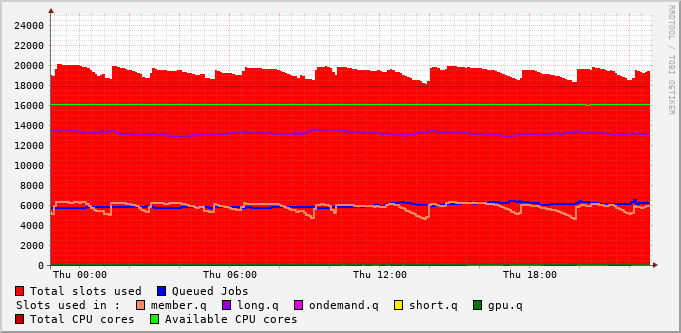 RRDTOOL / TOBI OETIKER
24000
22000
20000
18000
16000
14000
12000
10000
8000
6000
4000
2000
0
Thu 00:00 Thu 06:00 Thu 12:00 Thu 18:00
Total slots used Queued Jobs
Slots used in : member.q long.q ondemand.q short.q gpu.q
Total CPU cores Available CPU cores